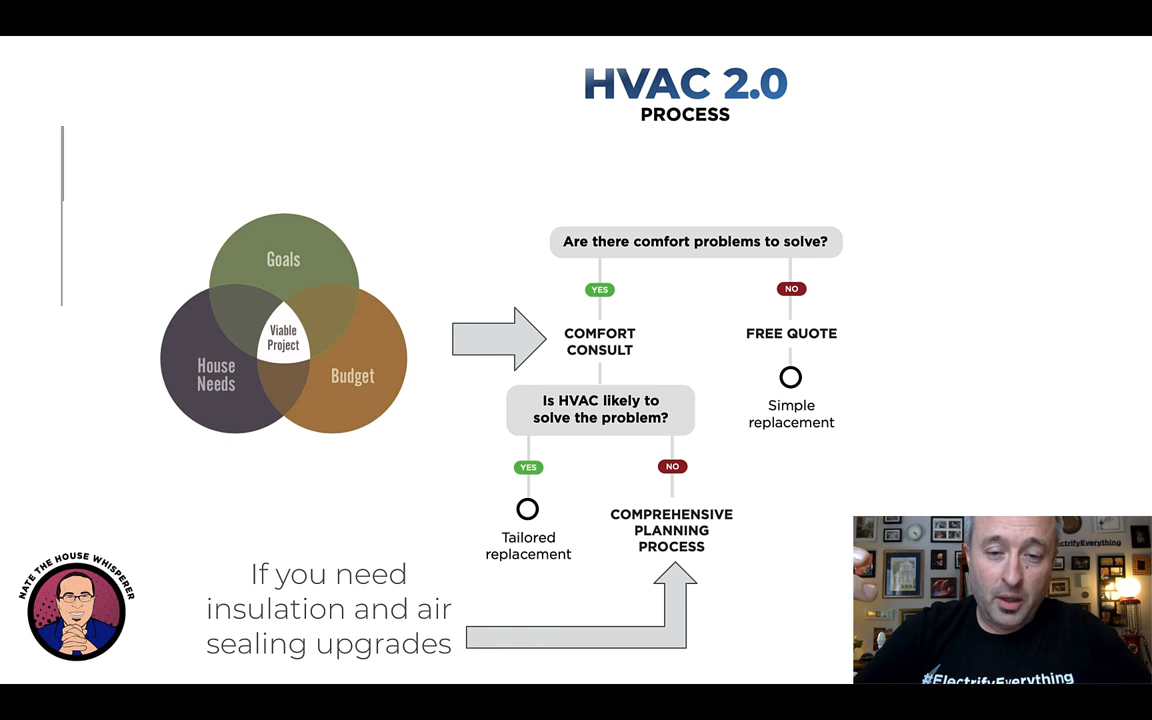 HVAC 2.0
PROCESS
Goals
Viable
Project
House
Needs
Budget
Are there comfort problems to solve?
YES
NO
COMFORT
CONSULT
FREE QUOTE
Is HVAC likely to
solve the problem?
Simple
replacement
YES
NO
Tailored
replacement
COMPREHENSIVE
PLANNING
PROCESS
If you need
insulation and air
sealing upgrades
NATE THE HOUSE WHISPERER
ectrifyEverything
#ElectrifyEverything